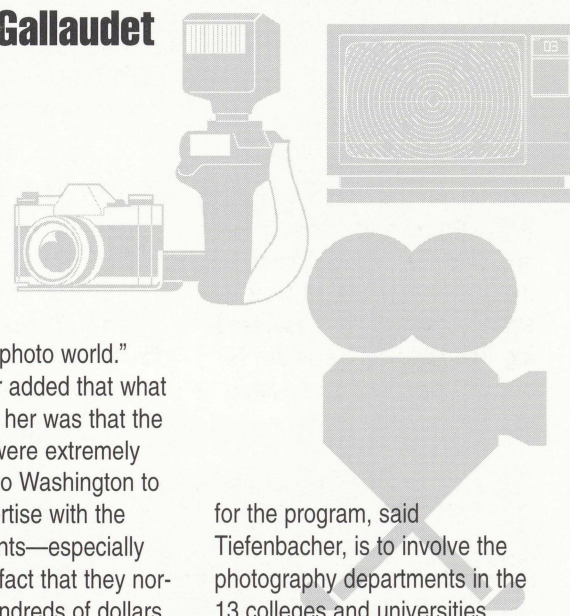 Gallaudet
03
photo world.”
r added that what
her was that the
were extremely
o Washington to
rtise with the
nts—especially
fact that they nor-
ndreds of dollars
for the program, said
Tiefenbacher, is to involve the
photography departments in the
13 colleges and universities